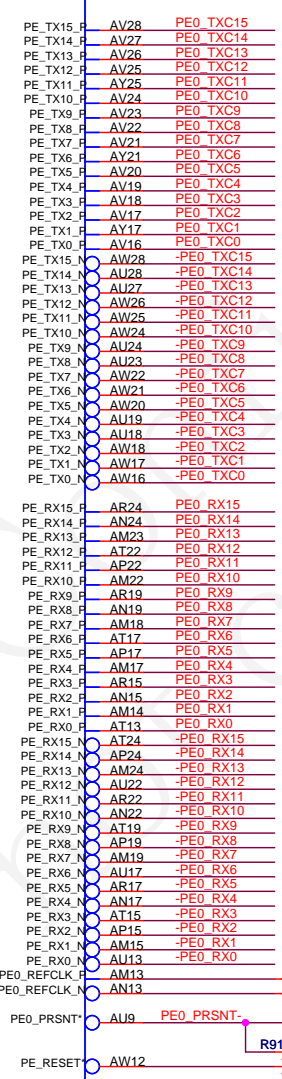 PE_TX15_P AV28 PE0_TXC15
PE_TX14_P AV27 PE0_TXC14
PE_TX13_P AV26 PE0_TXC13
PE_TX12_P AV25 PE0_TXC12
PE_TX11_P AY25 PE0_TXC11
PE_TX10_P AV24 PE0_TXC10
PE_TX9_P AV23 PE0_TXC9
PE_TX8_P AV22 PE0_TXC8
PE_TX7_P AV21 PE0_TXC7
PE_TX6_P AY21 PE0_TXC6
PE_TX5_P AV20 PE0_TXC5
PE_TX4_P AV19 PE0_TXC4
PE_TX3_P AV18 PE0_TXC3
PE_TX2_P AV17 PE0_TXC2
PE_TX1_P AY17 PE0_TXC1
PE_TX0_P AV16 PE0_TXC0
PE_TX15_N AW28 -PE0_TXC15
PE_TX14_N AU28 -PE0_TXC14
PE_TX13_N AU27 -PE0_TXC13
PE_TX12_N AW26 -PE0_TXC12
PE_TX11_N AW25 -PE0_TXC11
PE_TX10_N AW24 -PE0_TXC10
PE_TX9_N AU24 -PE0_TXC9
PE_TX8_N AU23 -PE0_TXC8
PE_TX7_N AW22 -PE0_TXC7
PE_TX6_N AW21 -PE0_TXC6
PE_TX5_N AW20 -PE0_TXC5
PE_TX4_N AU19 -PE0_TXC4
PE_TX3_N AU18 -PE0_TXC3
PE_TX2_N AW18 -PE0_TXC2
PE_TX1_N AW17 -PE0_TXC1
PE_TX0_N AW16 -PE0_TXC0
PE_RX15_P AR24 PE0_RX15
PE_RX14_P AN24 PE0_RX14
PE_RX13_P AM23 PE0_RX13
PE_RX12_P AT22 PE0_RX12
PE_RX11_P AP22 PE0_RX11
PE_RX10_P AM22 PE0_RX10
PE_RX9_P AR19 PE0_RX9
PE_RX8_P AN19 PE0_RX8
PE_RX7_P AM18 PE0_RX7
PE_RX6_P AT17 PE0_RX6
PE_RX5_P AP17 PE0_RX5
PE_RX4_P AM17 PE0_RX4
PE_RX3_P AR15 PE0_RX3
PE_RX2_P AN15 PE0_RX2
PE_RX1_P AM14 PE0_RX1
PE_RX0_P AT13 PE0_RX0
PE_RX15_N AT24 -PE0_RX15
PE_RX14_N AP24 -PE0_RX14
PE_RX13_N AM24 -PE0_RX13
PE_RX12_N AU22 -PE0_RX12
PE_RX11_N AR22 -PE0_RX11
PE_RX10_N AN22 -PE0_RX10
PE_RX9_N AT19 -PE0_RX9
PE_RX8_N AP19 -PE0_RX8
PE_RX7_N AM19 -PE0_RX7
PE_RX6_N AU17 -PE0_RX6
PE_RX5_N AR17 -PE0_RX5
PE_RX4_N AN17 -PE0_RX4
PE_RX3_N AT15 -PE0_RX3
PE_RX2_N AP15 -PE0_RX2
PE_RX1_N AM15 -PE0_RX1
PE_RX0_N AU13 -PE0_RX0
PE0_REFCLK_P AM13
PE0_REFCLK_N AN13
PE0_PRSNT* AU9 PE0_PRSNT-
R91
PE_RESET* AW12